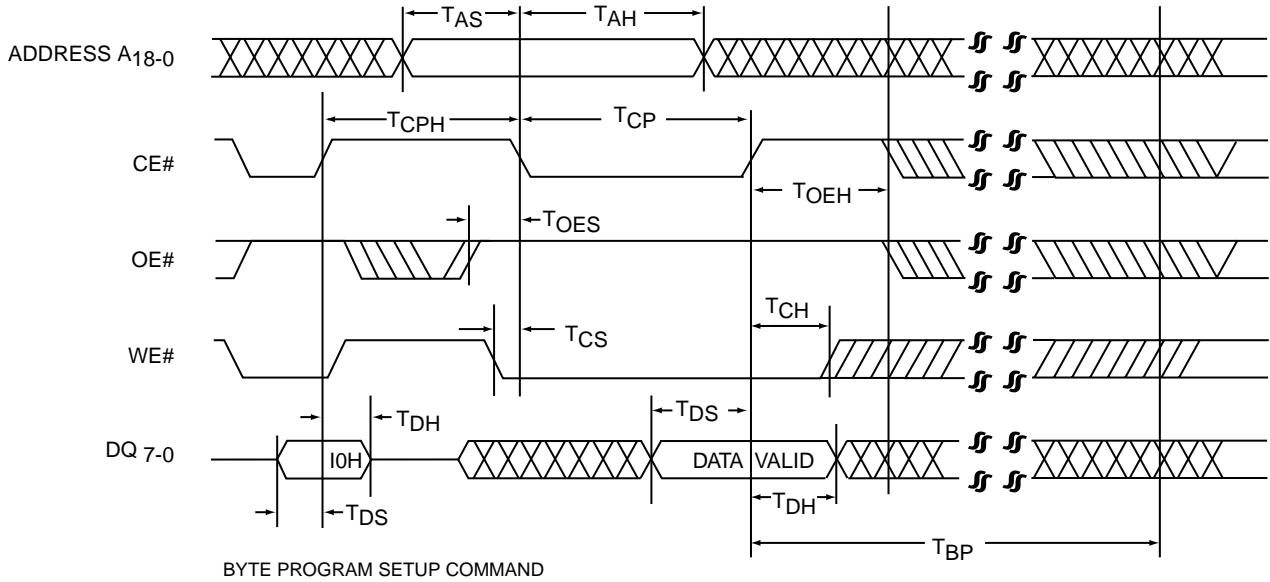 TAS TAH
ADDRESS A18-0
TCPH TCP
CE#
TOEH
TOES
OE#
TCH
TCS
WE#
TDS
TDH
DQ 7-0
I0H DATA VALID
TDH
TDS
TBP
BYTE PROGRAM SETUP COMMAND